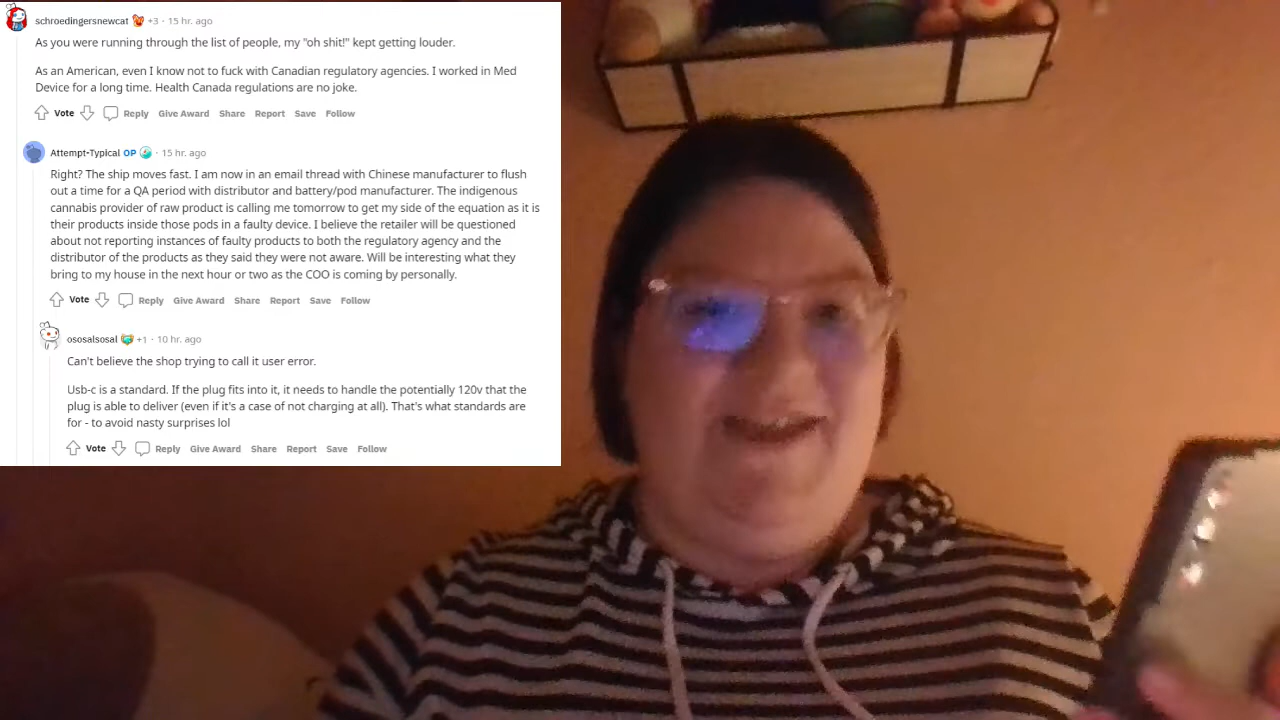 schroedingersnewcat +3 · 15 hr. ago
As you were running through the list of people, my "oh shit!" kept getting louder.
As an American, even I know not to fuck with Canadian regulatory agencies. I worked in Med
Device for a long time. Health Canada regulations are no joke.
Vote Reply Give Award Share Report Save Follow
Attempt-Typical OP · 15 hr. ago
Right? The ship moves fast. I am now in an email thread with Chinese manufacturer to flush
out a time for a QA period with distributor and battery/pod manufacturer. The indigenous
cannabis provider of raw product is calling me tomorrow to get my side of the equation as it is
their products inside those pods in a faulty device. I believe the retailer will be questioned
about not reporting instances of faulty products to both the regulatory agency and the
distributor of the products as they said they were not aware. Will be interesting what they
bring to my house in the next hour or two as the COO is coming by personally.
Vote Reply Give Award Share Report Save Follow
ososalsosal +1 · 10 hr. ago
Can't believe the shop trying to call it user error.
Usb-c is a standard. If the plug fits into it, it needs to handle the potentially 120v that the
plug is able to deliver (even if it's a case of not charging at all). That's what standards are
for - to avoid nasty surprises lol
Vote Reply Give Award Share Report Save Follow